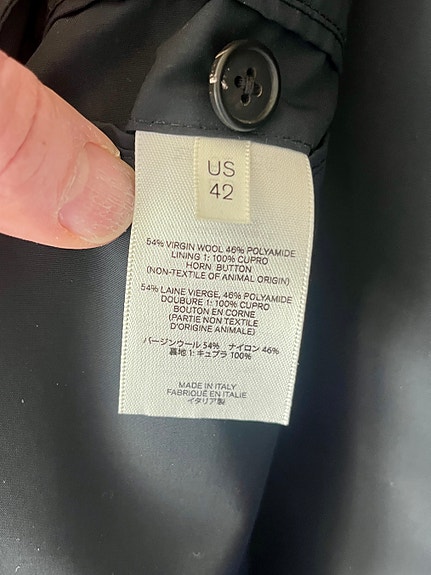 US
42
54% VIRGIN WOOL 46% POLYAMIDE
LINING 1: 100% CUPRO
HORN BUTTON
(NON-TEXTILE OF ANIMAL ORIGIN)
54% LAINE VIERGE, 46% POLYAMIDE
DOUBURE 1: 100% CUPRO
BOUTON EN CORNE
(PARTIE NON TEXTILE
D'ORIGINE ANIMALE)
バージンウール 54% ナイロン 46%
裏地 1: キュプラ 100%
MADE IN ITALY
FABRIQUÉ EN ITALIE
イタリア製